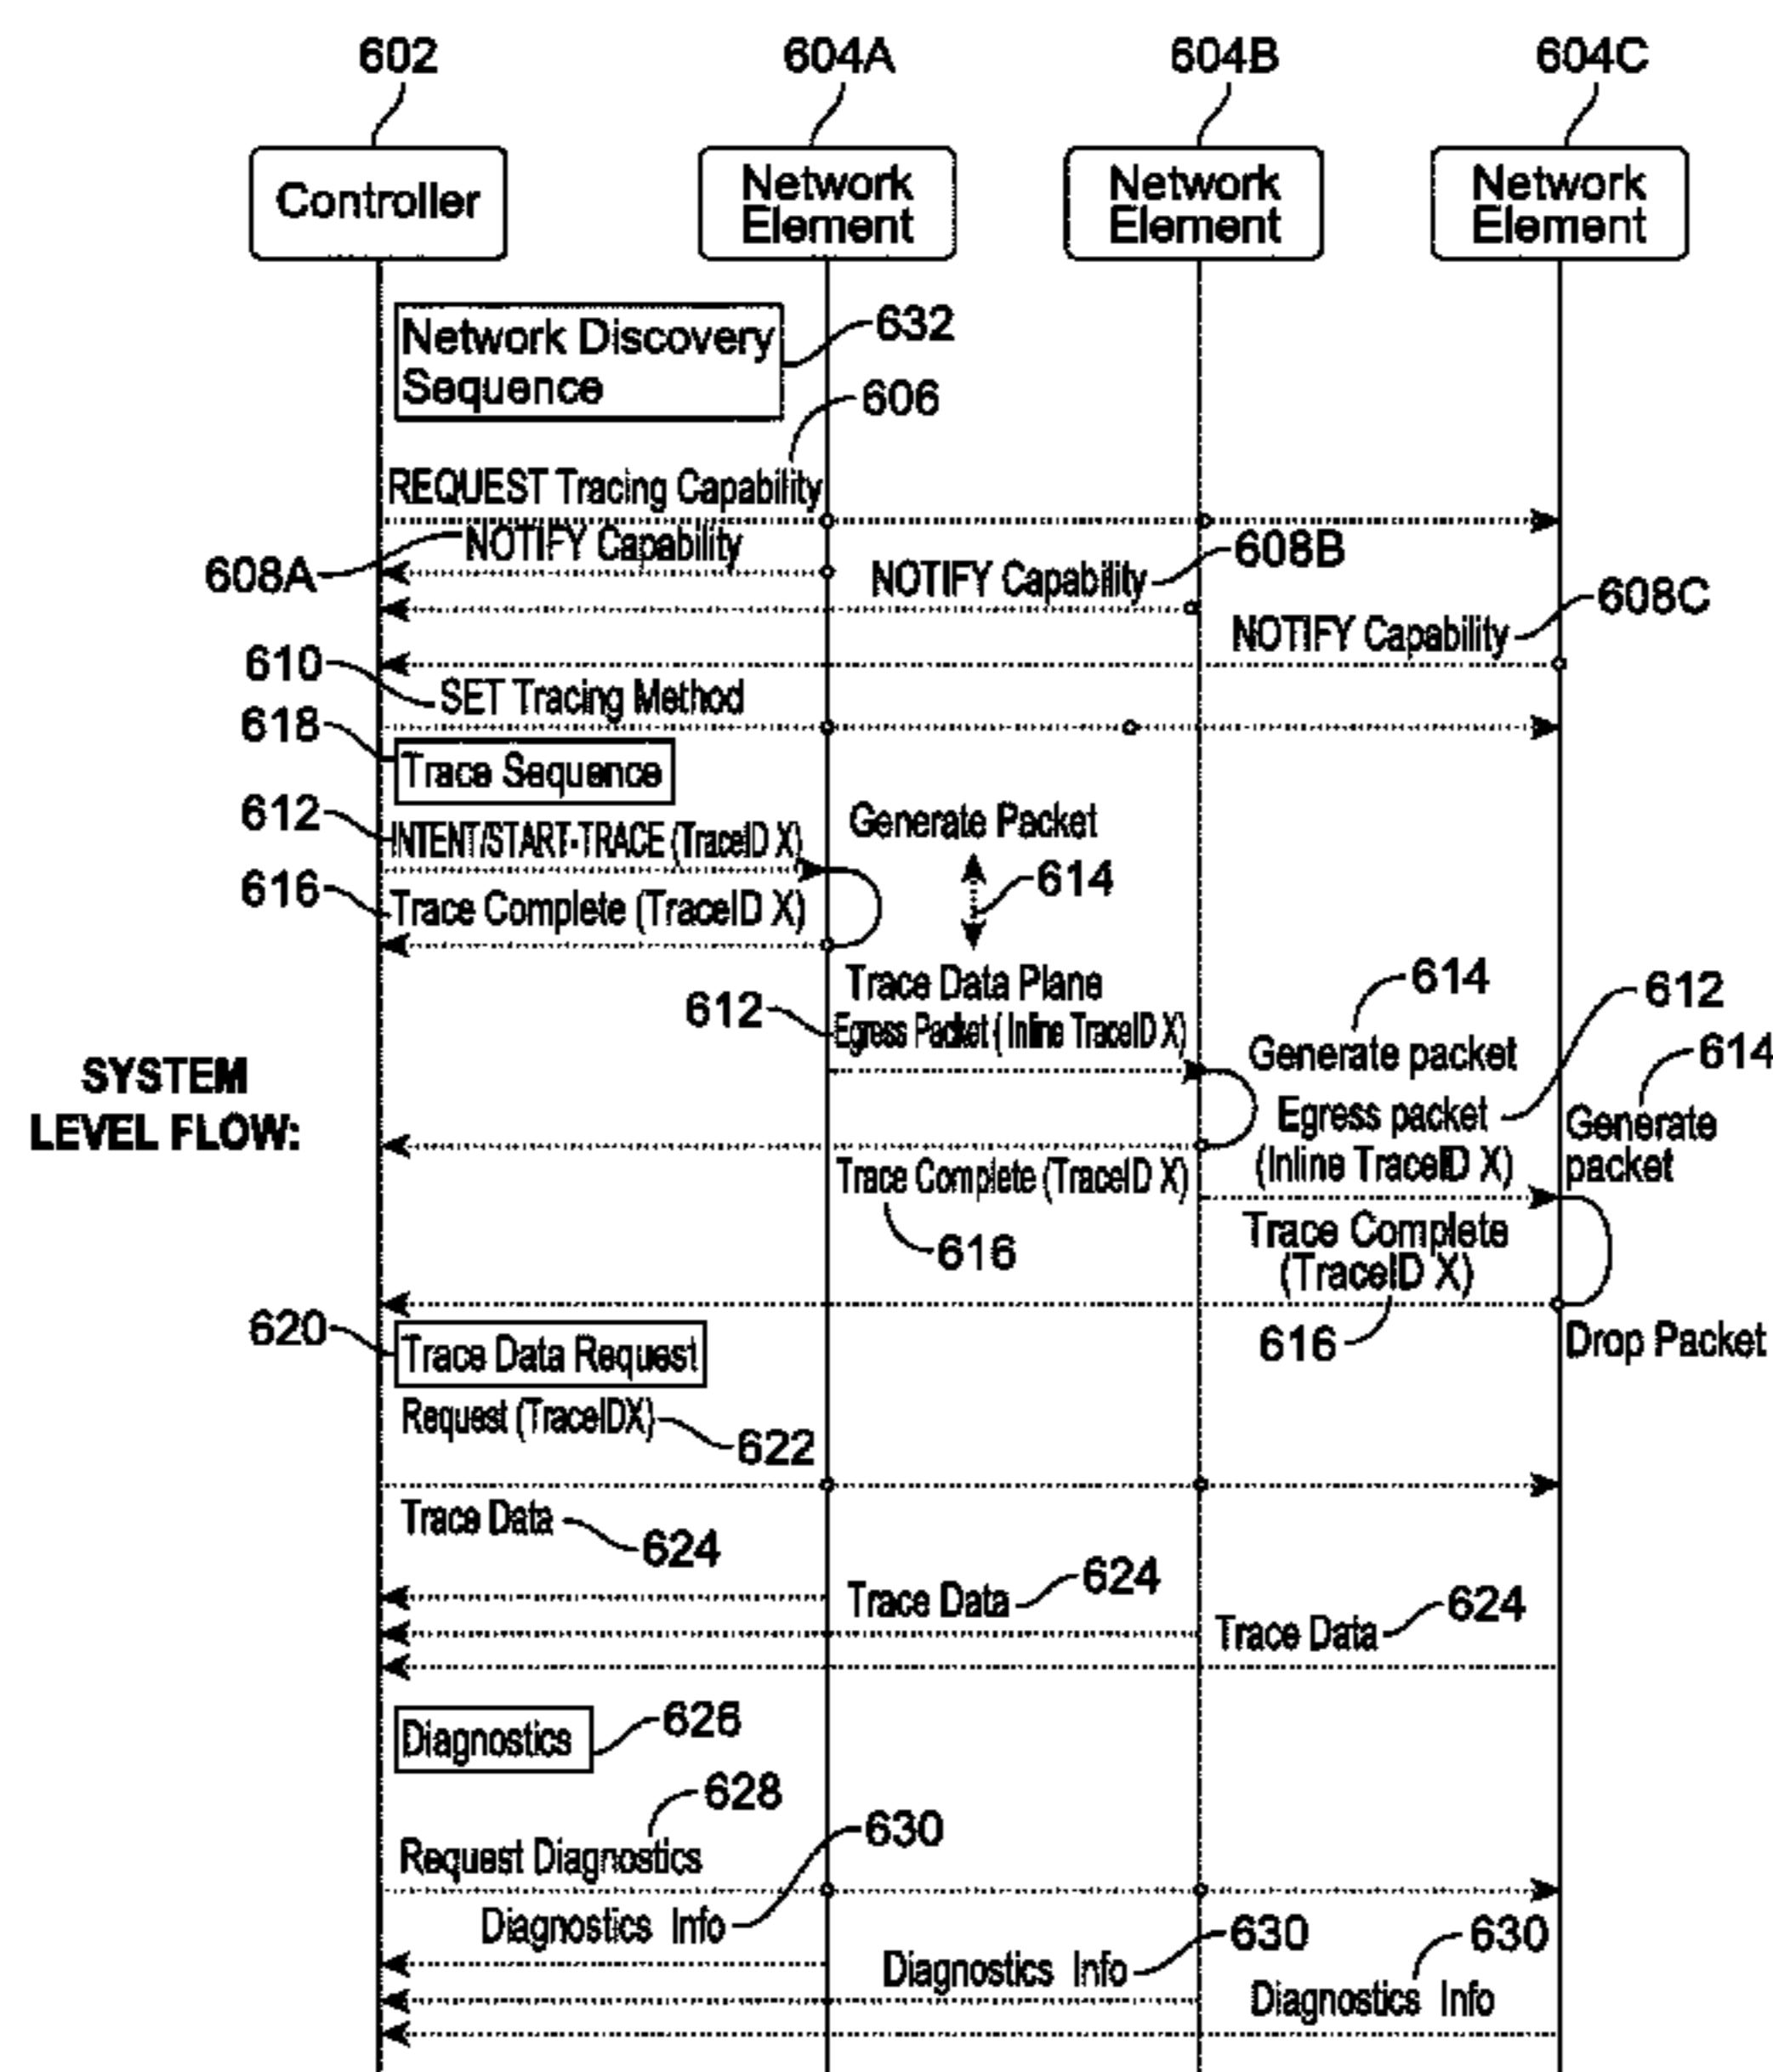 602
604A
604B
604C
Controller
Network
Element
Network
Element
Network
Element
Network Discovery
Sequence
632
606
REQUEST Tracing Capability
NOTIFY Capability
608A
NOTIFY Capability
608B
608C
NOTIFY Capability
610
SET Tracing Method
618
Trace Sequence
612
INTENT/START-TRACE (TraceID X)
Generate Packet
614
616
Trace Complete (TraceID X)
Trace Data Plane
612
Egress Packet ( Inline TraceID X)
614
612
Generate packet
614
SYSTEM
LEVEL FLOW:
Egress packet
(Inline TraceID X)
Generate
packet
Trace Complete (TraceID X)
616
Trace Complete
(TraceID X)
616
Drop Packet
620
Trace Data Request
Request (TraceIDX)
622
Trace Data
624
Trace Data
624
Trace Data
624
Diagnostics
626
628
Request Diagnostics
630
Diagnostics Info
Diagnostics Info
630
630
Diagnostics Info